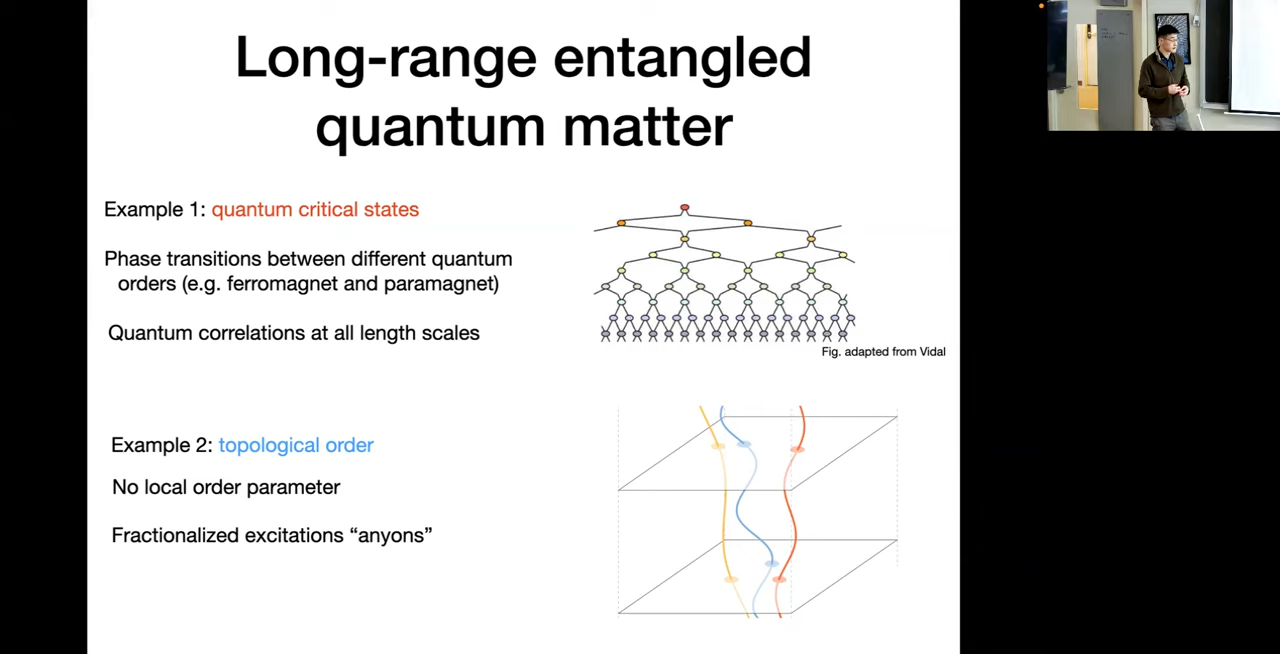 Long-range entangled
quantum matter
Example 1: quantum critical states
Phase transitions between different quantum
orders (e.g. ferromagnet and paramagnet)
Quantum correlations at all length scales
Fig. adapted from Vidal
Example 2: topological order
No local order parameter
Fractionalized excitations “anyons”